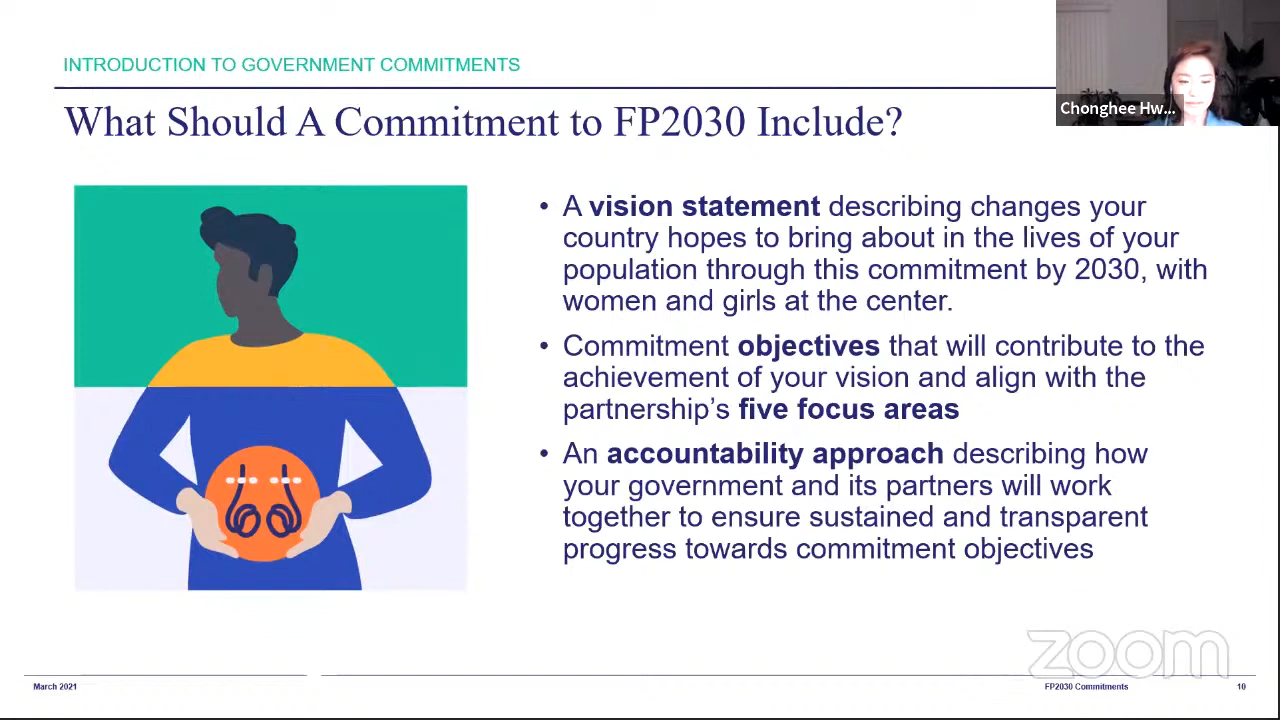 INTRODUCTION TO GOVERNMENT COMMITMENTS
What Should A Commitment to FP2030 Include?
Chonghee Hw...
• A vision statement describing changes your
country hopes to bring about in the lives of your
population through this commitment by 2030, with
women and girls at the center.
• Commitment objectives that will contribute to the
achievement of your vision and align with the
partnership’s five focus areas
• An accountability approach describing how
your government and its partners will work
together to ensure sustained and transparent
progress towards commitment objectives
zoom
March 2021
FP2030 Commitments
10